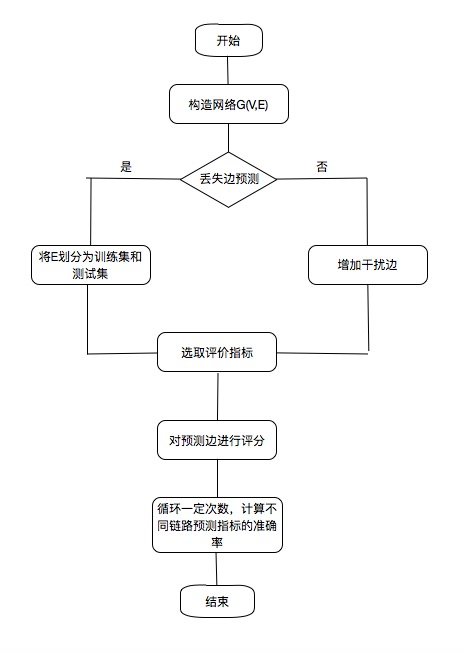 开始
构造网络G(V,E)
丢失边预测
是
否
将E划分为训练集和
测试集
增加干扰边
选取评价指标
对预测边进行评分
循环一定次数，计算不
同链路预测指标的准确
率
结束